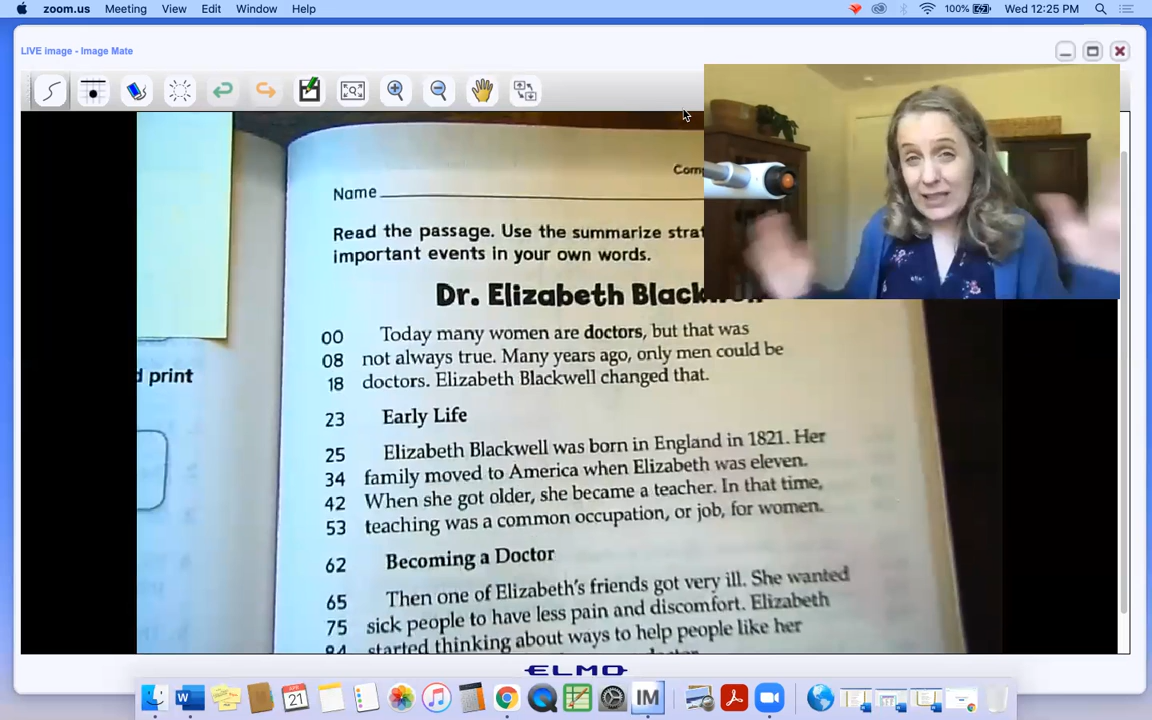 zoom.us Meeting View Edit Window Help 100% Wed 12:25 PM
LIVE image - Image Mate
Name
Read the passage. Use the summarize
important events in your own words.
Dr. Elizabeth
00 Today many women are doctors, but that was
08 not always true. Many years ago, only men could be
18 doctors. Elizabeth Blackwell changed that.
d print
23 Early Life
25 Elizabeth Blackwell was born in England in 1821. Her
34 family moved to America when Elizabeth was eleven.
42 When she got older, she became a teacher. In that time,
53 teaching was a common occupation, or job, for women.
62 Becoming a Doctor
65 Then one of Elizabeth's friends got very ill. She wanted
75 sick people to have less pain and discomfort. Elizabeth
84 started thinking about ways to help people like her
ELMO
APR
21
IM